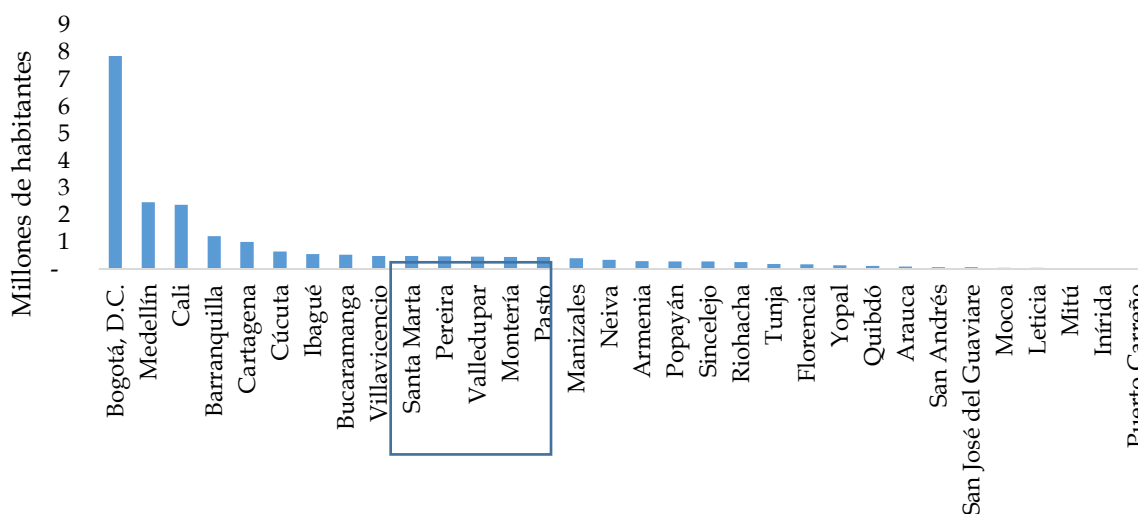 Millones de habitantes
9
8
7
6
5
4
3
2
1
-
Bogotá, D.C.
Medellín
Cali
Barranquilla
Cartagena
Cúcuta
Ibagué
Bucaramanga
Villavicencio
Santa Marta
Pereira
Valledupar
Montería
Pasto
Manizales
Neiva
Armenia
Popayán
Sincelejo
Riohacha
Tunja
Florencia
Yopal
Quibdó
Arauca
San Andrés
San José del Guaviare
Mocoa
Leticia
Mitú
Inírida
Puerto Carreño